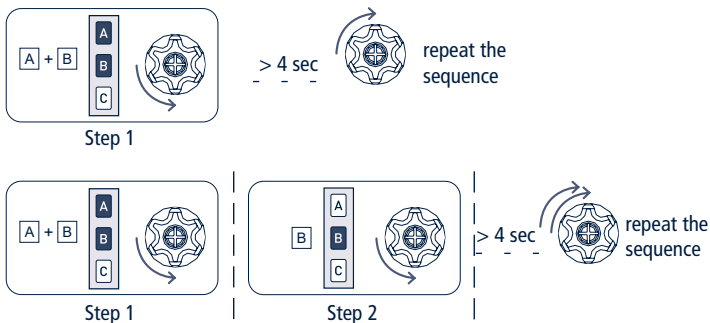 A + B
A
B
C
Step 1
> 4 sec
repeat the
sequence
A + B
A
B
C
Step 1
B
A
B
C
Step 2
> 4 sec
repeat the
sequence